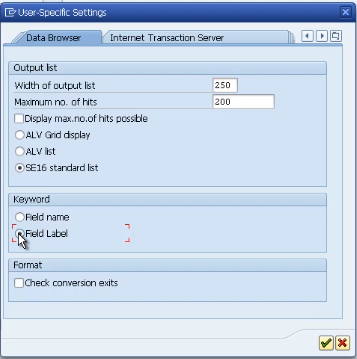 User-Specific Settings
Data Browser Internet Transaction Server
Output list
Width of output list 250
Maximum no. of hits 200
Display max.no.of hits possible
ALV Grid display
ALV list
SE16 standard list
Keyword
Field name
Field Label
Format
Check conversion exits